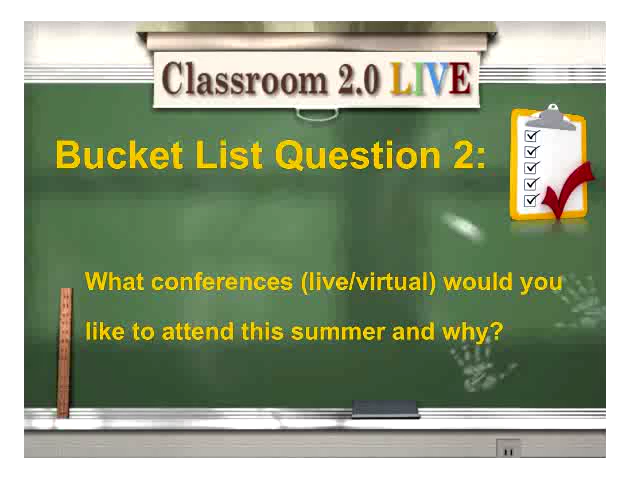 Classroom 2.0 LIVE
Bucket List Question 2:
What conferences (live/virtual) would you
like to attend this summer and why?